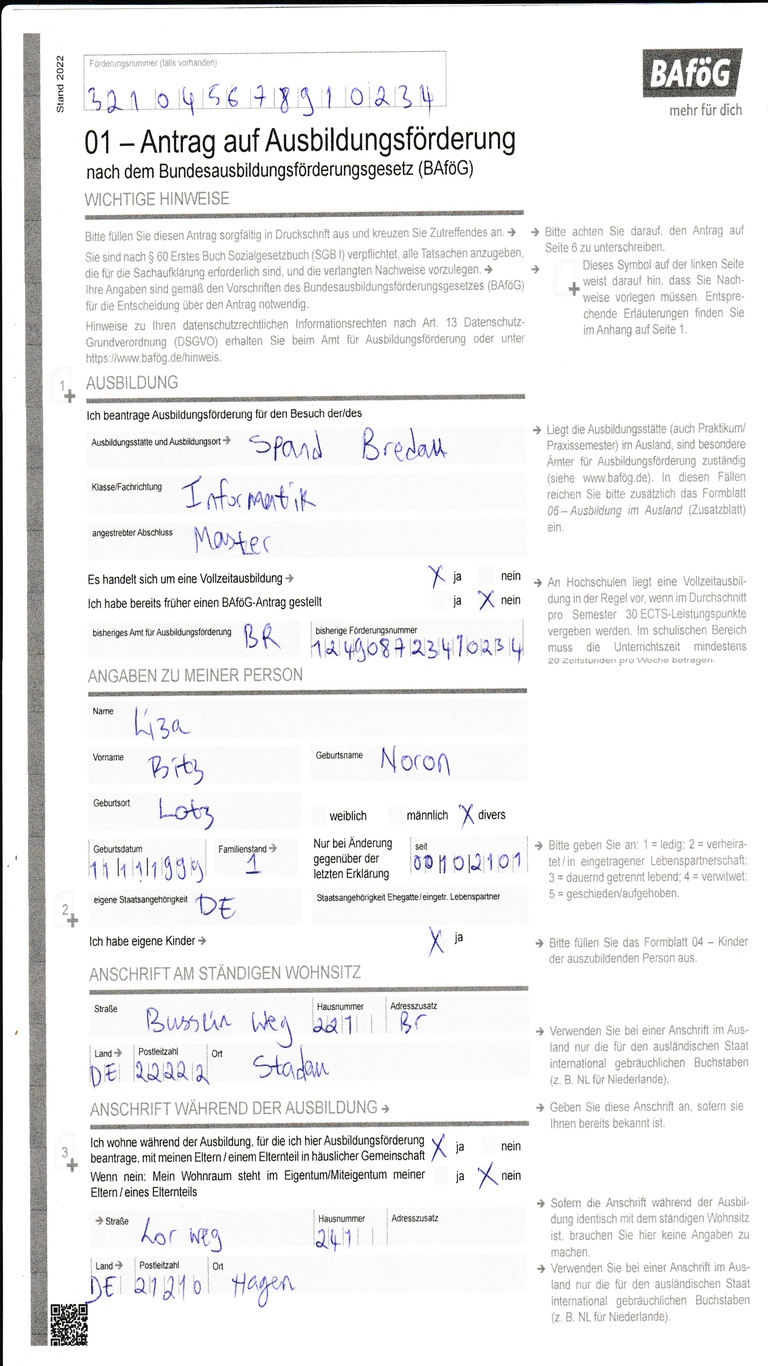 Stand 2022
Förderungsnummer (falls vorhanden)
321045678910234
BAföG
mehr für dich
01 – Antrag auf Ausbildungsförderung
nach dem Bundesausbildungsförderungsgesetz (BAföG)
WICHTIGE HINWEISE
Bitte füllen Sie diesen Antrag sorgfältig in Druckschrift aus und kreuzen Sie Zutreffendes an. →
Sie sind nach § 60 Erstes Buch Sozialgesetzbuch (SGB I) verpflichtet, alle Tatsachen anzugeben,
die für die Sachaufklärung erforderlich sind, und die verlangten Nachweise vorzulegen. →
Ihre Angaben sind gemäß den Vorschriften des Bundesausbildungsförderungsgesetzes (BAföG)
für die Entscheidung über den Antrag notwendig.
Hinweise zu Ihren datenschutzrechtlichen Informationsrechten nach Art. 13 Datenschutz-
Grundverordnung (DSGVO) erhalten Sie beim Amt für Ausbildungsförderung oder unter
https://www.bafög.de/hinweis.
→ Bitte achten Sie darauf, den Antrag auf
Seite 6 zu unterschreiben.
→ Dieses Symbol auf der linken Seite
weist darauf hin, dass Sie Nach-
weise vorlegen müssen. Entspre-
chende Erläuterungen finden Sie
im Anhang auf Seite 1.
1 + AUSBILDUNG
Ich beantrage Ausbildungsförderung für den Besuch der/des
Ausbildungsstätte und Ausbildungsort → Spand Bredau
Klasse/Fachrichtung Informatik
angestrebter Abschluss Master
→ Liegt die Ausbildungsstätte (auch Praktikum/
Praxissemester) im Ausland, sind besondere
Ämter für Ausbildungsförderung zuständig
(siehe www.bafög.de). In diesen Fällen
reichen Sie bitte zusätzlich das Formblatt
06 – Ausbildung im Ausland (Zusatzblatt)
ein.
Es handelt sich um eine Vollzeitausbildung → X ja nein
Ich habe bereits früher einen BAföG-Antrag gestellt ja X nein
bisheriges Amt für Ausbildungsförderung BR bisherige Förderungsnummer
124908723410234
→ An Hochschulen liegt eine Vollzeitausbil-
dung in der Regel vor, wenn im Durchschnitt
pro Semester 30 ECTS-Leistungspunkte
vergeben werden. Im schulischen Bereich
muss die Unterrichtszeit mindestens
20 Zeitstunden pro Woche betragen.
ANGABEN ZU MEINER PERSON
Name Liza
Vorname Bitz Geburtsname Noron
Geburtsort Lotz weiblich männlich X divers
Geburtsdatum 11111999 Familienstand → 1 Nur bei Änderung
gegenüber der
letzten Erklärung seit 00102101
→ Bitte geben Sie an: 1 = ledig; 2 = verheira-
tet/in eingetragener Lebenspartnerschaft;
3 = dauernd getrennt lebend; 4 = verwitwet;
5 = geschieden/aufgehoben.
2 + eigene Staatsangehörigkeit DE Staatsangehörigkeit Ehegatte/eingetr. Lebenspartner
Ich habe eigene Kinder → X ja
→ Bitte füllen Sie das Formblatt 04 – Kinder
der auszubildenden Person aus.
ANSCHRIFT AM STÄNDIGEN WOHNSITZ
Straße Busslin Weg Hausnummer 221 Adresszusatz Br
Land → DE Postleitzahl 22222 Ort Stadau
→ Verwenden Sie bei einer Anschrift im Aus-
land nur die für den ausländischen Staat
international gebräuchlichen Buchstaben
(z. B. NL für Niederlande).
ANSCHRIFT WÄHREND DER AUSBILDUNG →
→ Geben Sie diese Anschrift an, sofern sie
Ihnen bereits bekannt ist.
3 + Ich wohne während der Ausbildung, für die ich hier Ausbildungsförderung
beantrage, mit meinen Eltern / einem Elternteil in häuslicher Gemeinschaft X ja nein
Wenn nein: Mein Wohnraum steht im Eigentum/Miteigentum meiner
Eltern / eines Elternteils ja X nein
→ Straße Lor weg Hausnummer 241 Adresszusatz
Land → DE Postleitzahl 21210 Ort Hagen
→ Sofern die Anschrift während der Ausbil-
dung identisch mit dem ständigen Wohnsitz
ist, brauchen Sie hier keine Angaben zu
machen.
→ Verwenden Sie bei einer Anschrift im Aus-
land nur die für den ausländischen Staat
international gebräuchlichen Buchstaben
(z. B. NL für Niederlande).